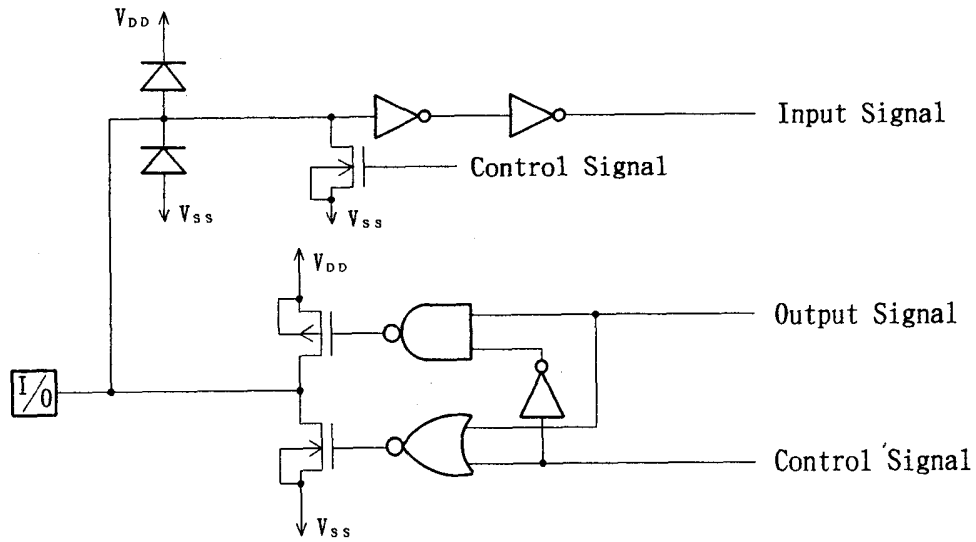 VDD
Input Signal
Control Signal
VSS
VSS
VDD
Output Signal
I/O
Control Signal
VSS